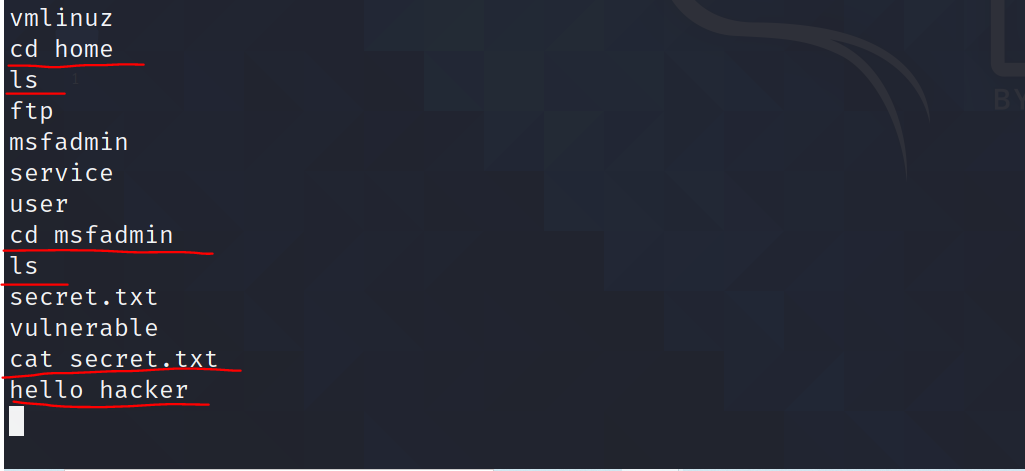 vmlinuz
cd home
ls
ftp
msfadmin
service
user
cd msfadmin
ls
secret.txt
vulnerable
cat secret.txt
hello hacker
BY